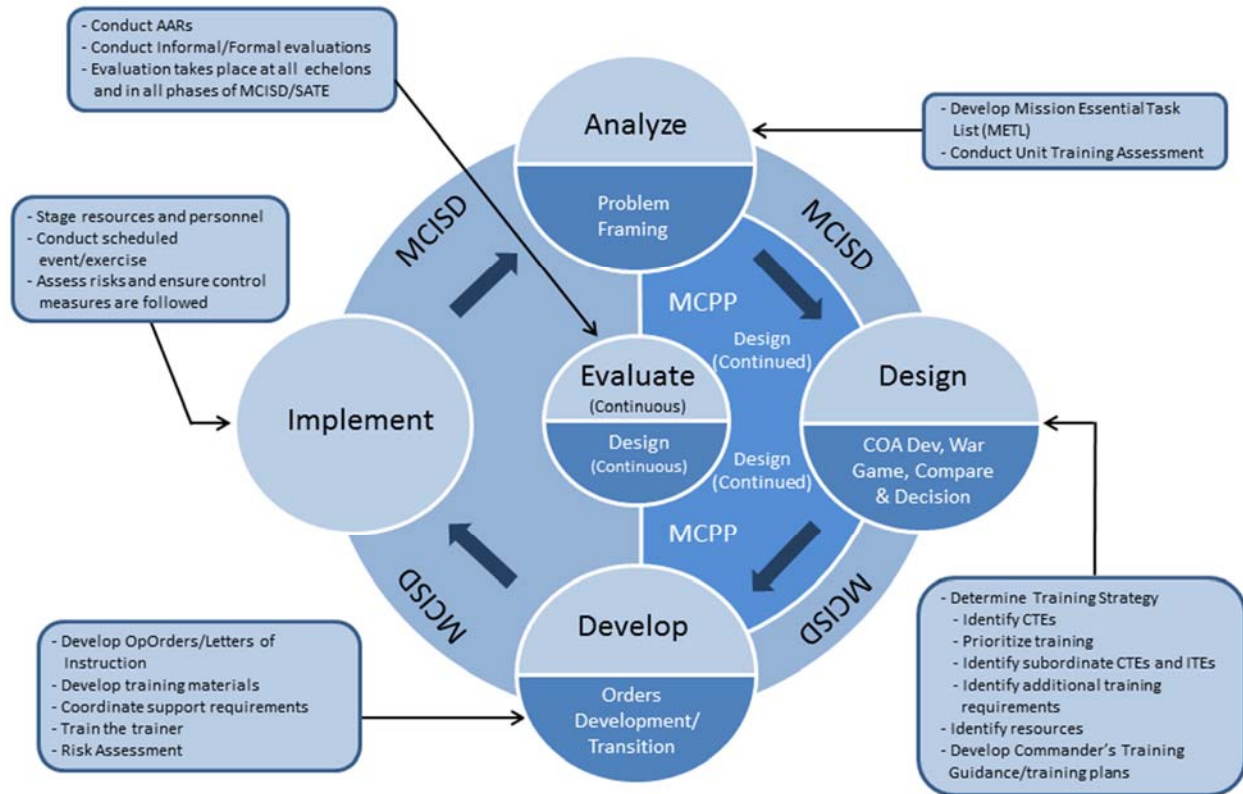 - Conduct AARs
- Conduct Informal/Formal evaluations
- Evaluation takes place at all echelons
and in all phases of MCISD/SATE
Analyze
Problem
Framing
- Develop Mission Essential Task
List (METL)
- Conduct Unit Training Assessment
- Stage resources and personnel
- Conduct scheduled
event/exercise
- Assess risks and ensure control
measures are followed
MCISD
MCISD
MCPP
Design
(Continued)
Implement
Evaluate
(Continuous)
Design
(Continuous)
Design
COA Dev, War
Game, Compare
& Decision
Design
(Continued)
MCPP
MCISD
MCISD
Develop
Orders
Development/
Transition
- Develop OpOrders/Letters of
Instruction
- Develop training materials
- Coordinate support requirements
- Train the trainer
- Risk Assessment
- Determine Training Strategy
- Identify CTEs
- Prioritize training
- Identify subordinate CTEs and ITEs
- Identify additional training
requirements
- Identify resources
- Develop Commander's Training
Guidance/training plans